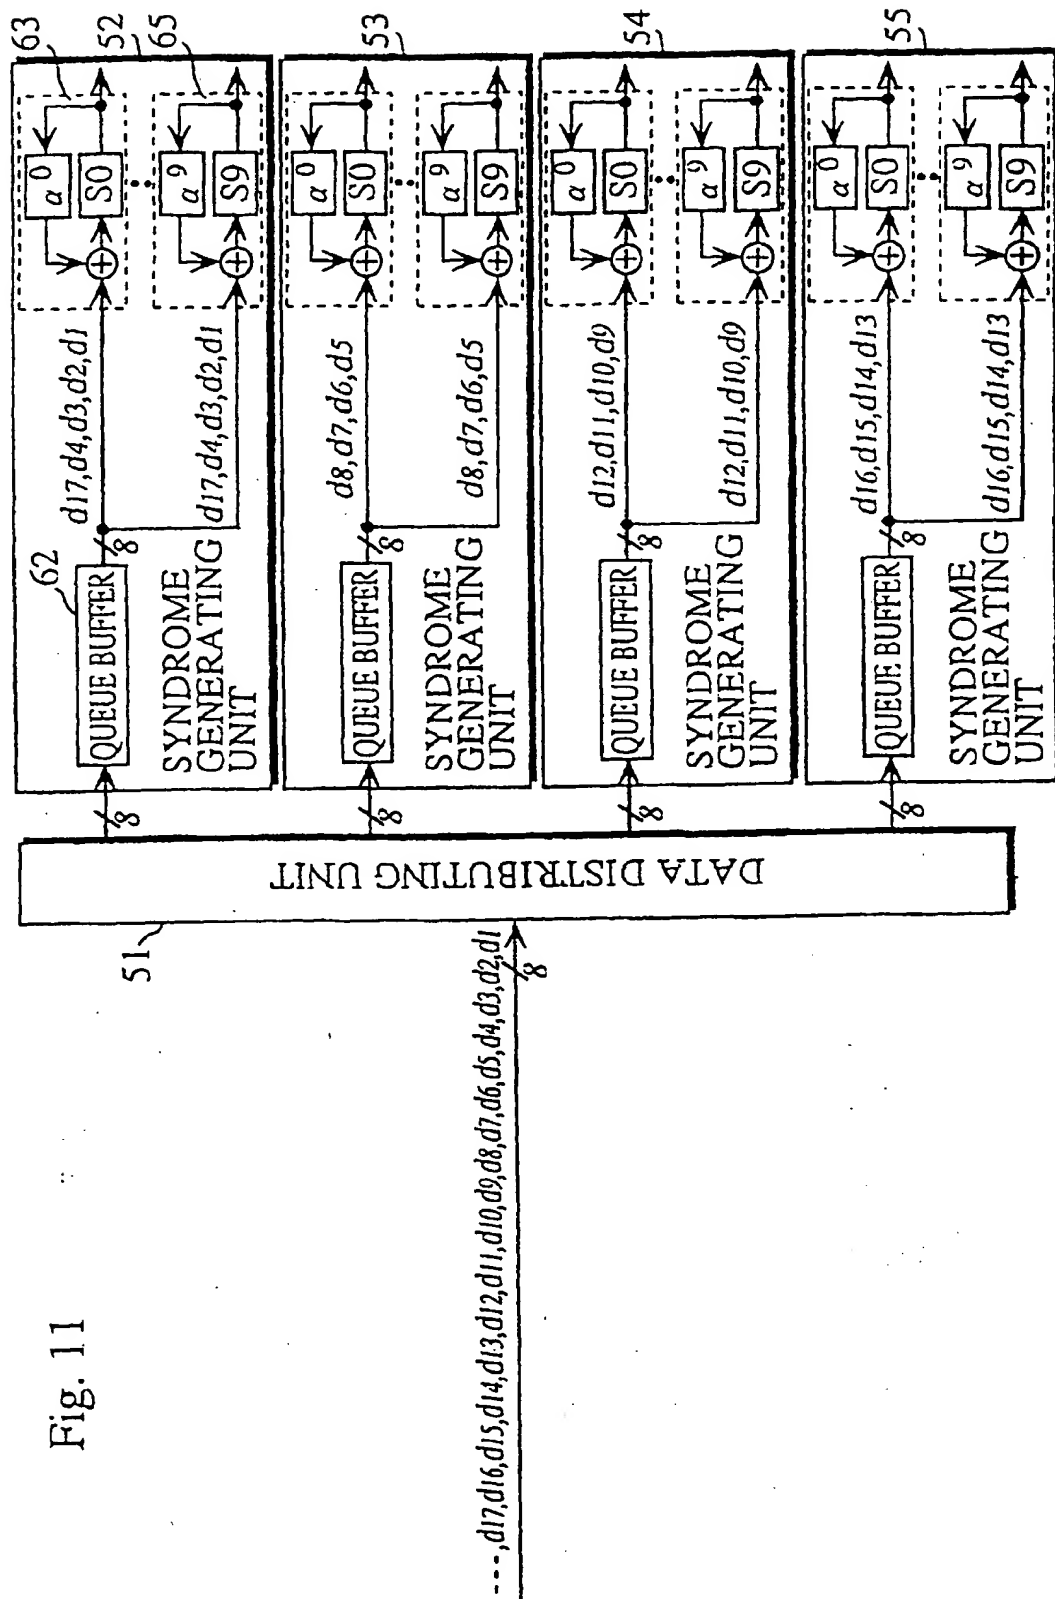 Fig. 11
---,d17,d16,d15,d14,d13,d12,d11,d10,d9,d8,d7,d6,d5,d4,d3,d2,d1
8
51
DATA DISTRIBUTING UNIT
8
62
QUEUE BUFFER
8
SYNDROME
GENERATING
UNIT
d17,d4,d3,d2,d1
d17,d4,d3,d2,d1
α0
S0
α9
S9
63
52
65
8
QUEUE BUFFER
8
SYNDROME
GENERATING
UNIT
d8,d7,d6,d5
d8,d7,d6,d5
α0
S0
α9
S9
53
8
QUEUE BUFFER
8
SYNDROME
GENERATING
UNIT
d12,d11,d10,d9
d12,d11,d10,d9
α0
S0
α9
S9
54
8
QUEUE BUFFER
8
SYNDROME
GENERATING
UNIT
d16,d15,d14,d13
d16,d15,d14,d13
α0
S0
α9
S9
55